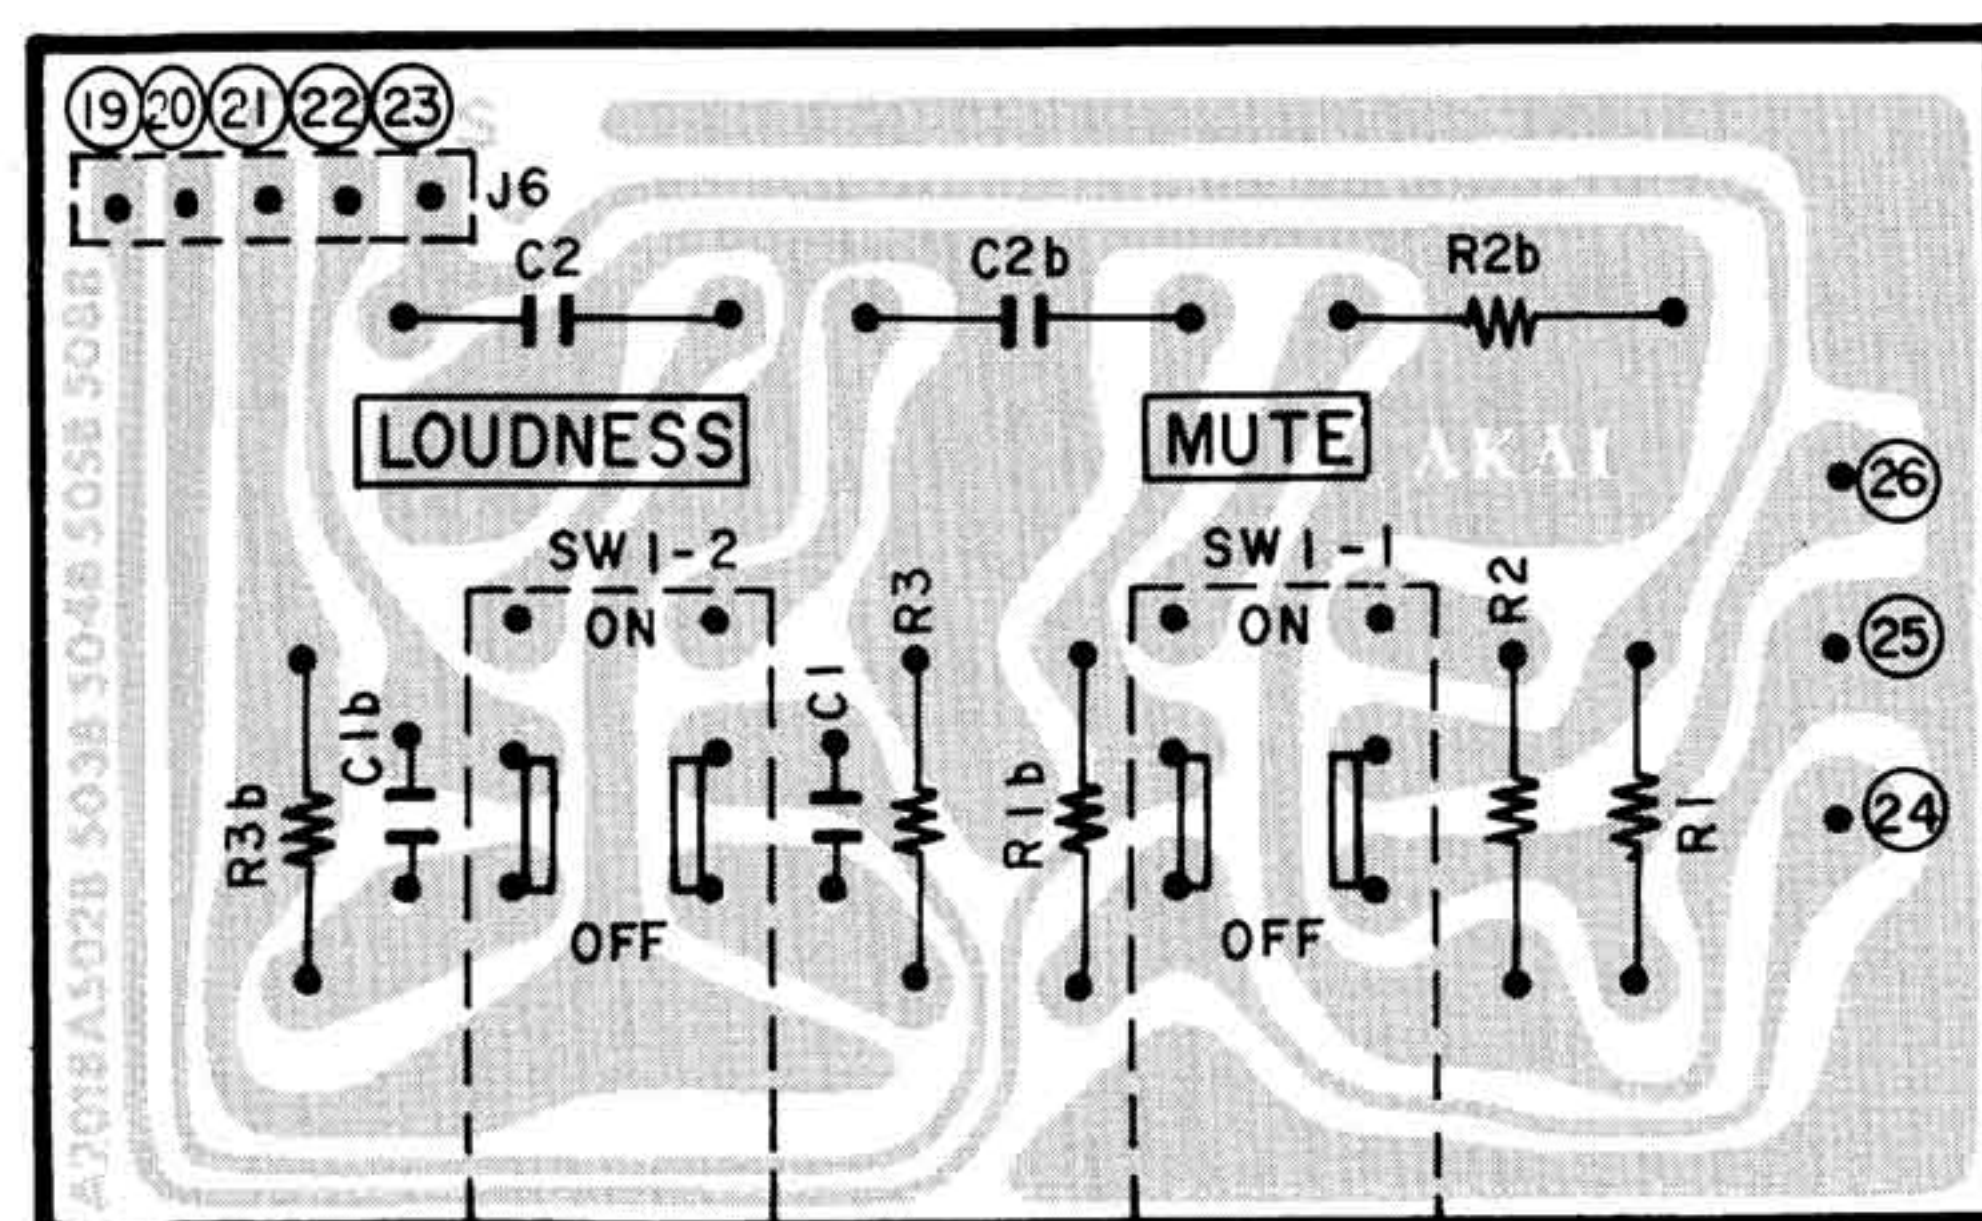 19 20 21 22 23
J6
C2
C2b
R2b
LOUDNESS
MUTE
AKAI
26
SW1-2
SW1-1
ON
ON
R3
R2
25
C1b
C1
R3b
R1b
R1
24
OFF
OFF